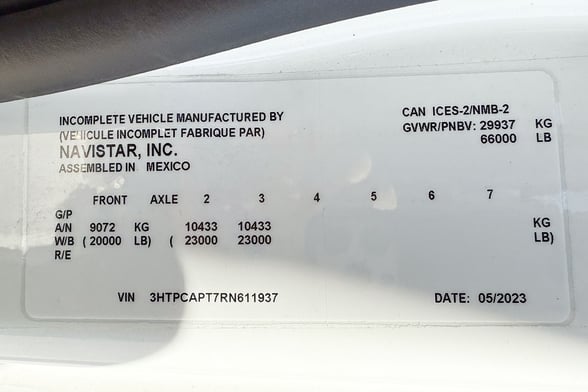 INCOMPLETE VEHICLE MANUFACTURED BY
(VEHICULE INCOMPLET FABRIQUE PAR)
NAVISTAR, INC.
ASSEMBLED IN MEXICO
CAN ICES-2/NMB-2
GVWR/PNBV: 29937 KG
66000 LB
FRONT AXLE 2 3 4 5 6 7
G/P
A/N 9072 KG 10433 10433 KG
W/B ( 20000 LB) ( 23000 23000 LB)
R/E
VIN 3HTPCAPT7RN611937 DATE: 05/2023